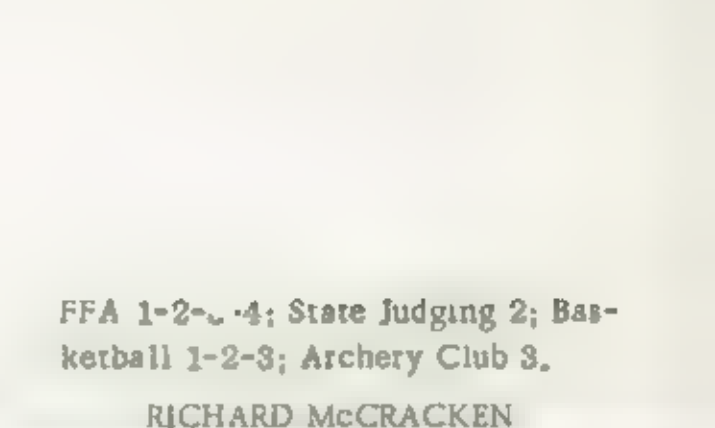 FFA 1-2- -4; State Judging 2; Bas-
ketball 1-2-3; Archery Club 3.
RICHARD McCRACKEN